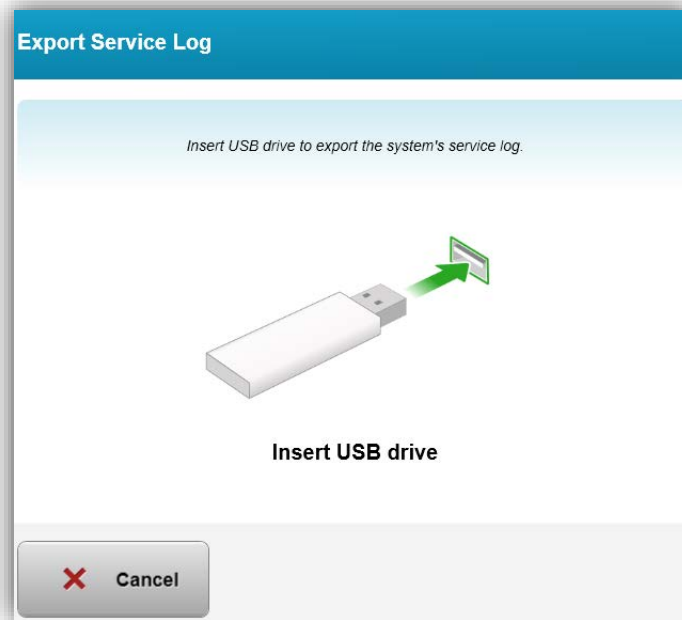 Export Service Log
Insert USB drive to export the system's service log.
Insert USB drive
Cancel